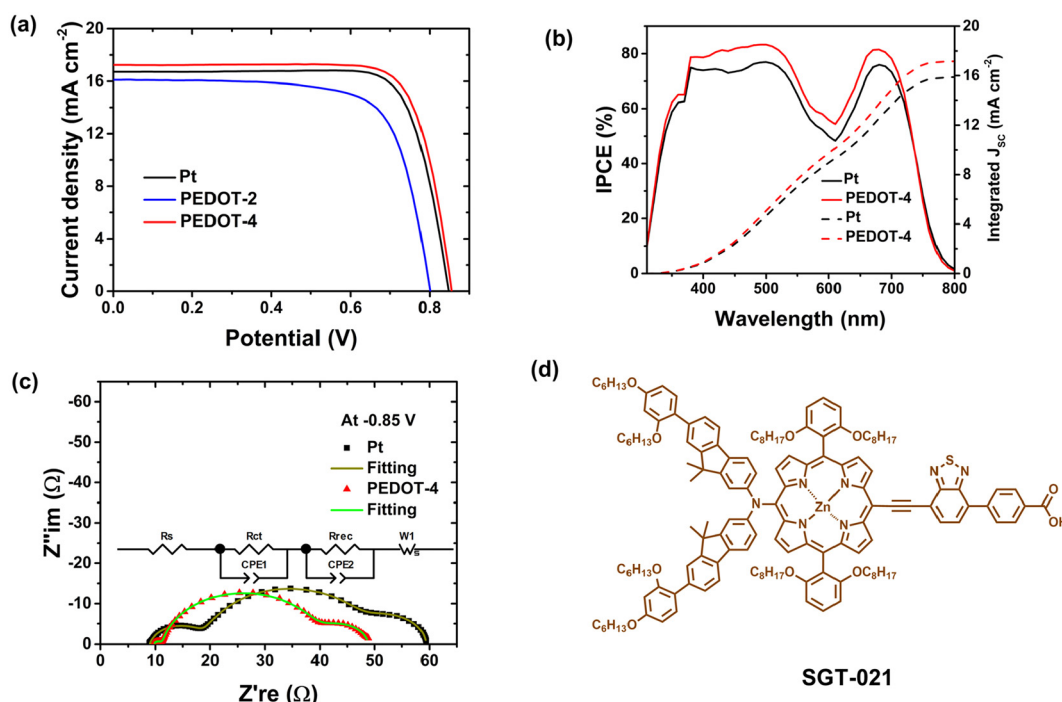 (a)
20
16
12
8
4
0
Current density (mA cm⁻²)
Pt
PEDOT-2
PEDOT-4
0.0 0.2 0.4 0.6 0.8
Potential (V)
(b)
80
60
40
20
0
IPCE (%)
20
16
12
8
4
0
Integrated JSC (mA cm⁻²)
Pt
PEDOT-4
Pt
PEDOT-4
400 500 600 700 800
Wavelength (nm)
(c)
-60
-50
-40
-30
-20
-10
0
Z"im (Ω)
At -0.85 V
Pt
Fitting
PEDOT-4
Fitting
Rs Rct Rrec W1
s
CPE1 CPE2
0 10 20 30 40 50 60
Z're (Ω)
(d)
C6H13O
C6H13O
C8H17O OC8H17
S
N N
N N
N Zn
N N
O
OH
C6H13O
C8H17O OC8H17
C6H13O
SGT-021